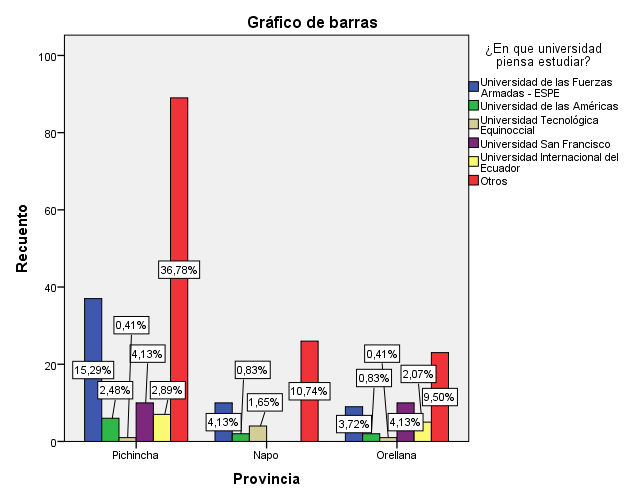 Gráfico de barras
¿En que universidad
piensa estudiar?
Universidad de las Fuerzas
Armadas - ESPE
Universidad de las Américas
Universidad Tecnológica
Equinoccial
Universidad San Francisco
Universidad Internacional del
Ecuador
Otros
Recuento
100
80
60
40
20
0
15,29%
2,48%
0,41%
4,13%
2,89%
36,78%
4,13%
0,83%
1,65%
10,74%
3,72%
0,83%
0,41%
4,13%
2,07%
9,50%
Pichincha
Napo
Orellana
Provincia